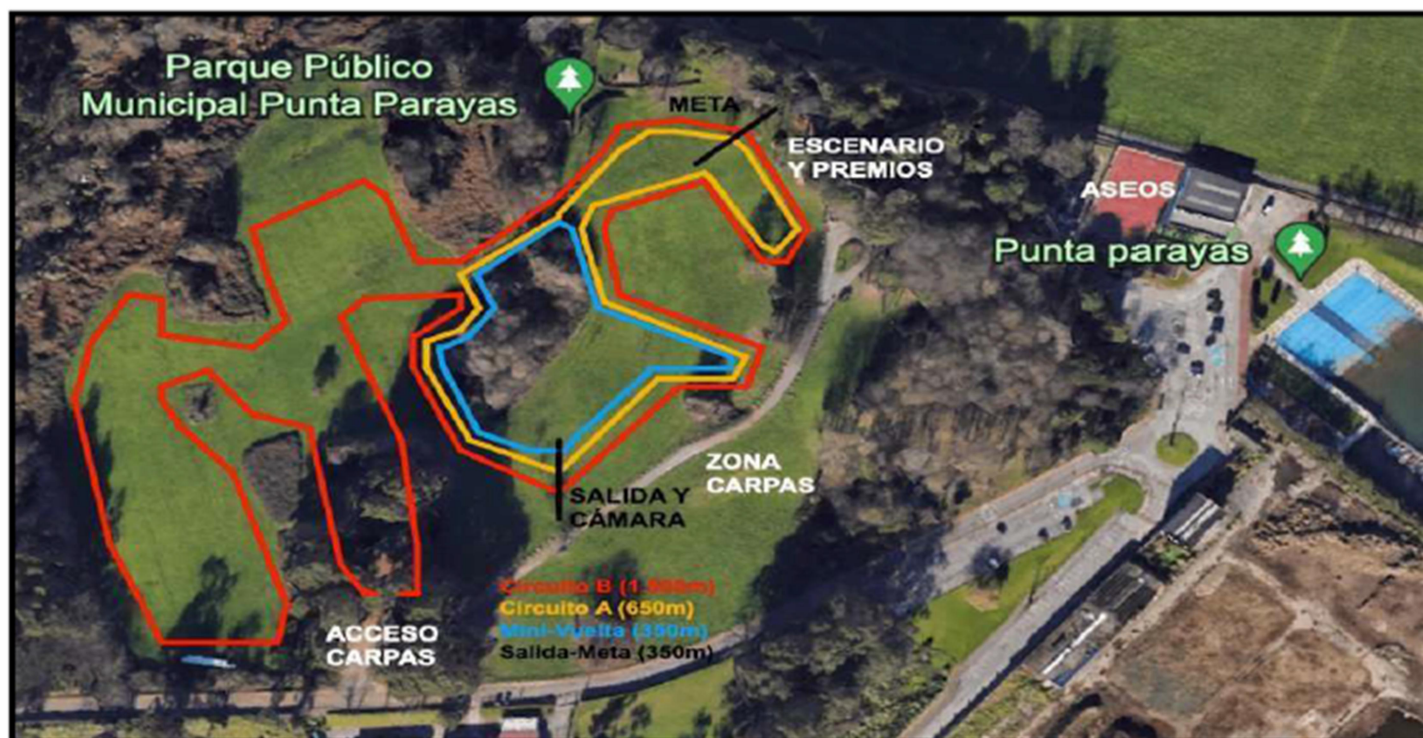 Parque Público
Municipal Punta Parayas
META
ESCENARIO
Y PREMIOS
ASEOS
Punta parayas
ZONA
CARPAS
SALIDA Y
CÁMARA
Circuito B
Circuito A (650m)
Mini-Vuelta (350m)
Salida-Meta (350m)
ACCESO
CARPAS